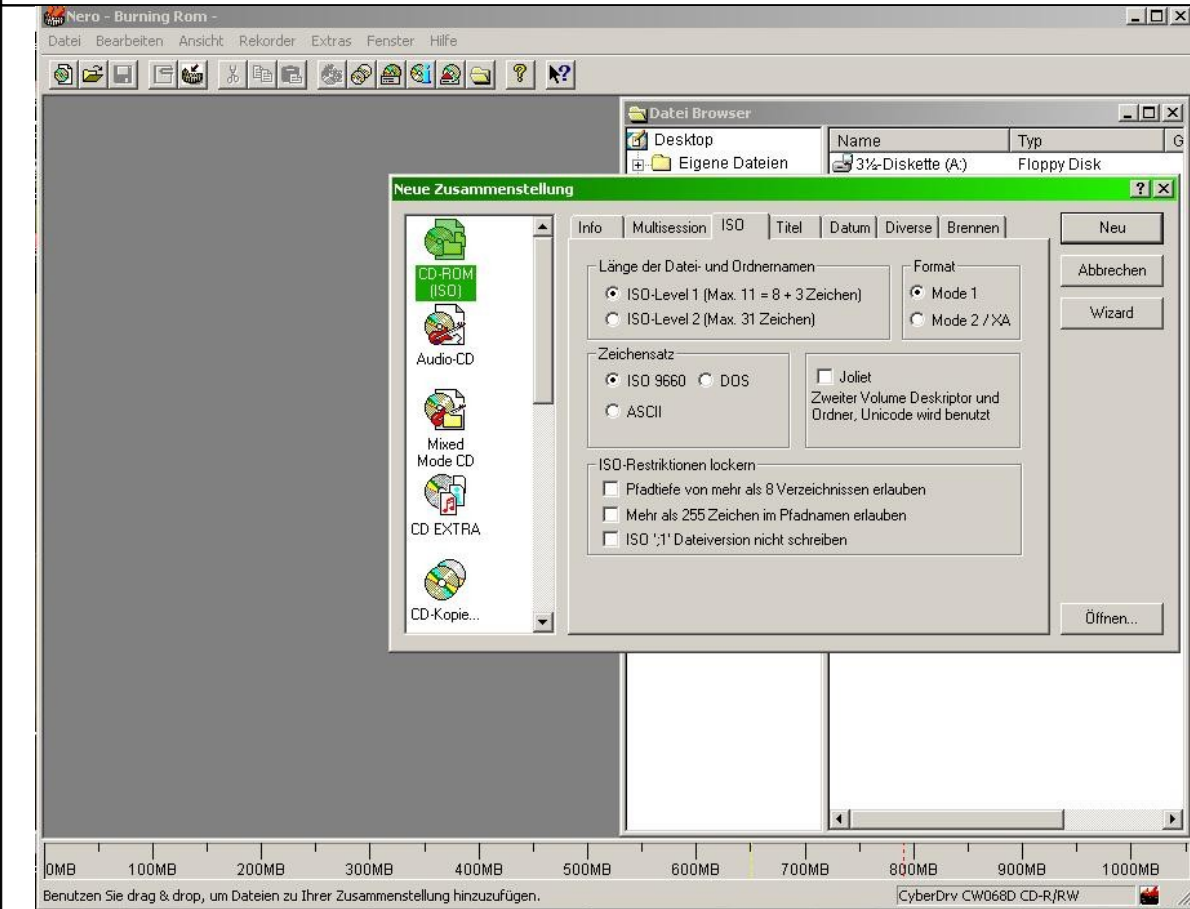 Nero - Burning Rom -
Datei Bearbeiten Ansicht Rekorder Extras Fenster Hilfe
Datei Browser
Desktop
Eigene Dateien
Name Typ G
3½-Diskette (A:) Floppy Disk
Neue Zusammenstellung
CD-ROM
(ISO)
Audio-CD
Mixed
Mode CD
CD EXTRA
CD-Kopie...
Info Multisession ISO Titel Datum Diverse Brennen
Länge der Datei- und Ordnernamen
ISO-Level 1 (Max. 11 = 8 + 3 Zeichen)
ISO-Level 2 (Max. 31 Zeichen)
Format
Mode 1
Mode 2 / XA
Zeichensatz
ISO 9660 DOS
ASCII
Joliet
Zweiter Volume Deskriptor und
Ordner, Unicode wird benutzt
ISO-Restriktionen lockern
Pfadtiefe von mehr als 8 Verzeichnissen erlauben
Mehr als 255 Zeichen im Pfadnamen erlauben
ISO ';1' Dateiversion nicht schreiben
Neu
Abbrechen
Wizard
Öffnen...
0MB 100MB 200MB 300MB 400MB 500MB 600MB 700MB 800MB 900MB 1000MB
Benutzen Sie drag & drop, um Dateien zu Ihrer Zusammenstellung hinzuzufügen.
CyberDrv CW068D CD-R/RW